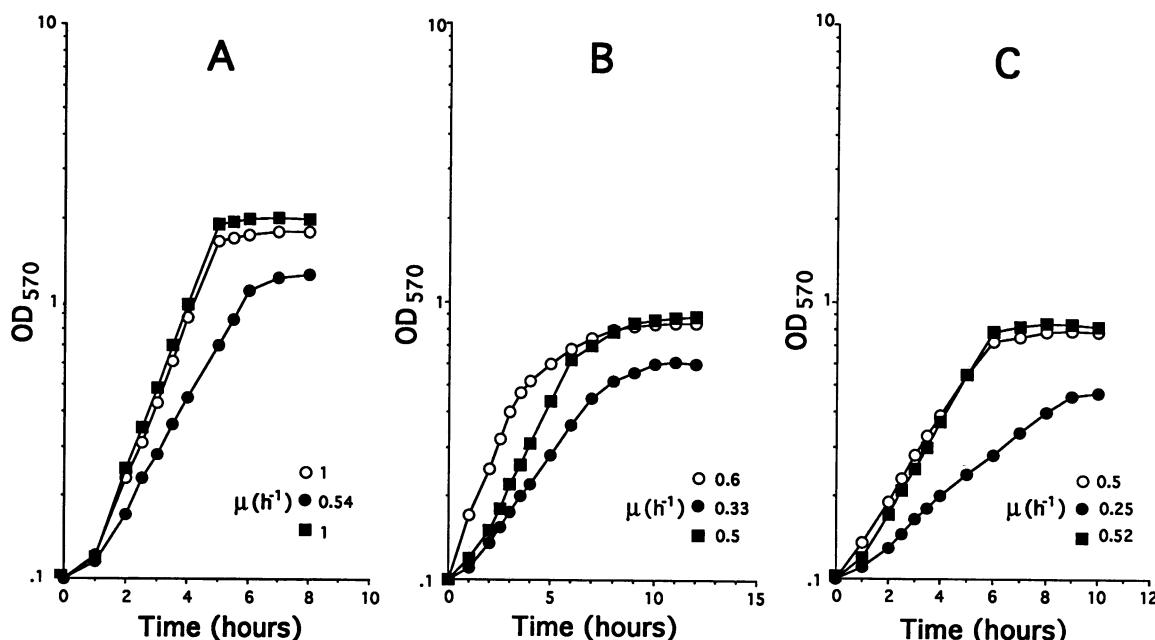 A
10
1
.1
OD570
0 2 4 6 8 10
Time (hours)
1
μ(h-1) 0.54
1
B
10
1
.1
OD570
0 5 10 15
Time (hours)
0.6
μ(h-1) 0.33
0.5
C
10
1
.1
OD570
0 2 4 6 8 10 12
Time (hours)
0.5
μ(h-1) 0.25
0.52